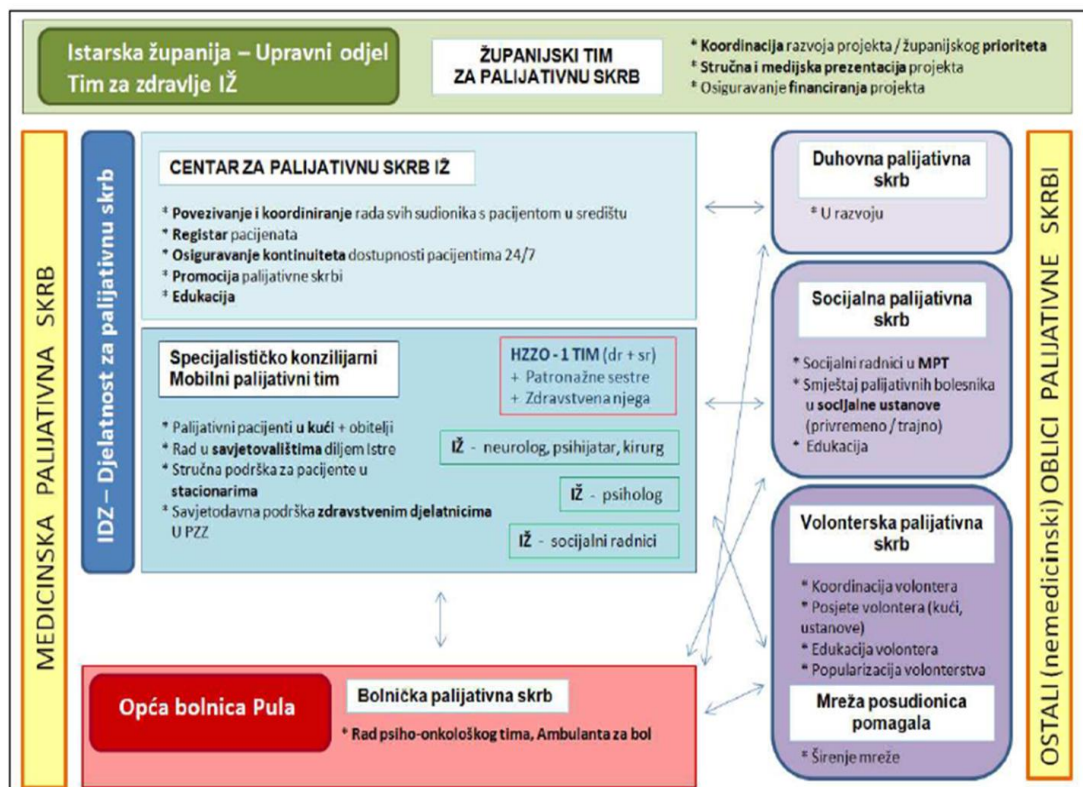 Istarska županija – Upravni odjel
Tim za zdravlje IŽ
ŽUPANIJSKI TIM
ZA PALIJATIVNU SKRB
* Koordinacija razvoja projekta / županijskog prioriteta
* Stručna i medijska prezentacija projekta
* Osiguravanje financiranja projekta
MEDICINSKA PALIJATIVNA SKRB
IDZ – Djelatnost za palijativnu skrb
CENTAR ZA PALIJATIVNU SKRB IŽ
* Povezivanje i koordiniranje rada svih sudionika s pacijentom u središtu
* Registar pacijenata
* Osiguravanje kontinuiteta dostupnosti pacijentima 24/7
* Promocija palijativne skrbi
* Edukacija
Specijalističko konzilijarni
Mobilni palijativni tim
* Palijativni pacijenti u kući + obitelji
* Rad u savjetovalištima diljem Istre
* Stručna podrška za pacijente u
stacionarima
* Savjetodavna podrška zdravstvenim djelatnicima
U PZZ
HZZO - 1 TIM (dr + sr)
+ Patronažne sestre
+ Zdravstvena njega
IŽ - neurolog, psihijatar, kirurg
IŽ - psiholog
IŽ - socijalni radnici
Opća bolnica Pula
Bolnička palijativna skrb
* Rad psiho-onkološkog tima, Ambulanta za bol
Duhovna palijativna
skrb
* U razvoju
Socijalna palijativna
skrb
* Socijalni radnici u MPT
* Smještaj palijativnih bolesnika
u socijalne ustanove
(privremeno / trajno)
* Edukacija
Volonterska palijativna
skrb
* Koordinacija volontera
* Posjete volontera (kući,
ustanove)
* Edukacija volontera
* Popularizacija volonterstva
Mreža posudionica
pomagala
* Širenje mreže
OSTALI (nemedicinski) OBLICI PALIJATIVNE SKRBI